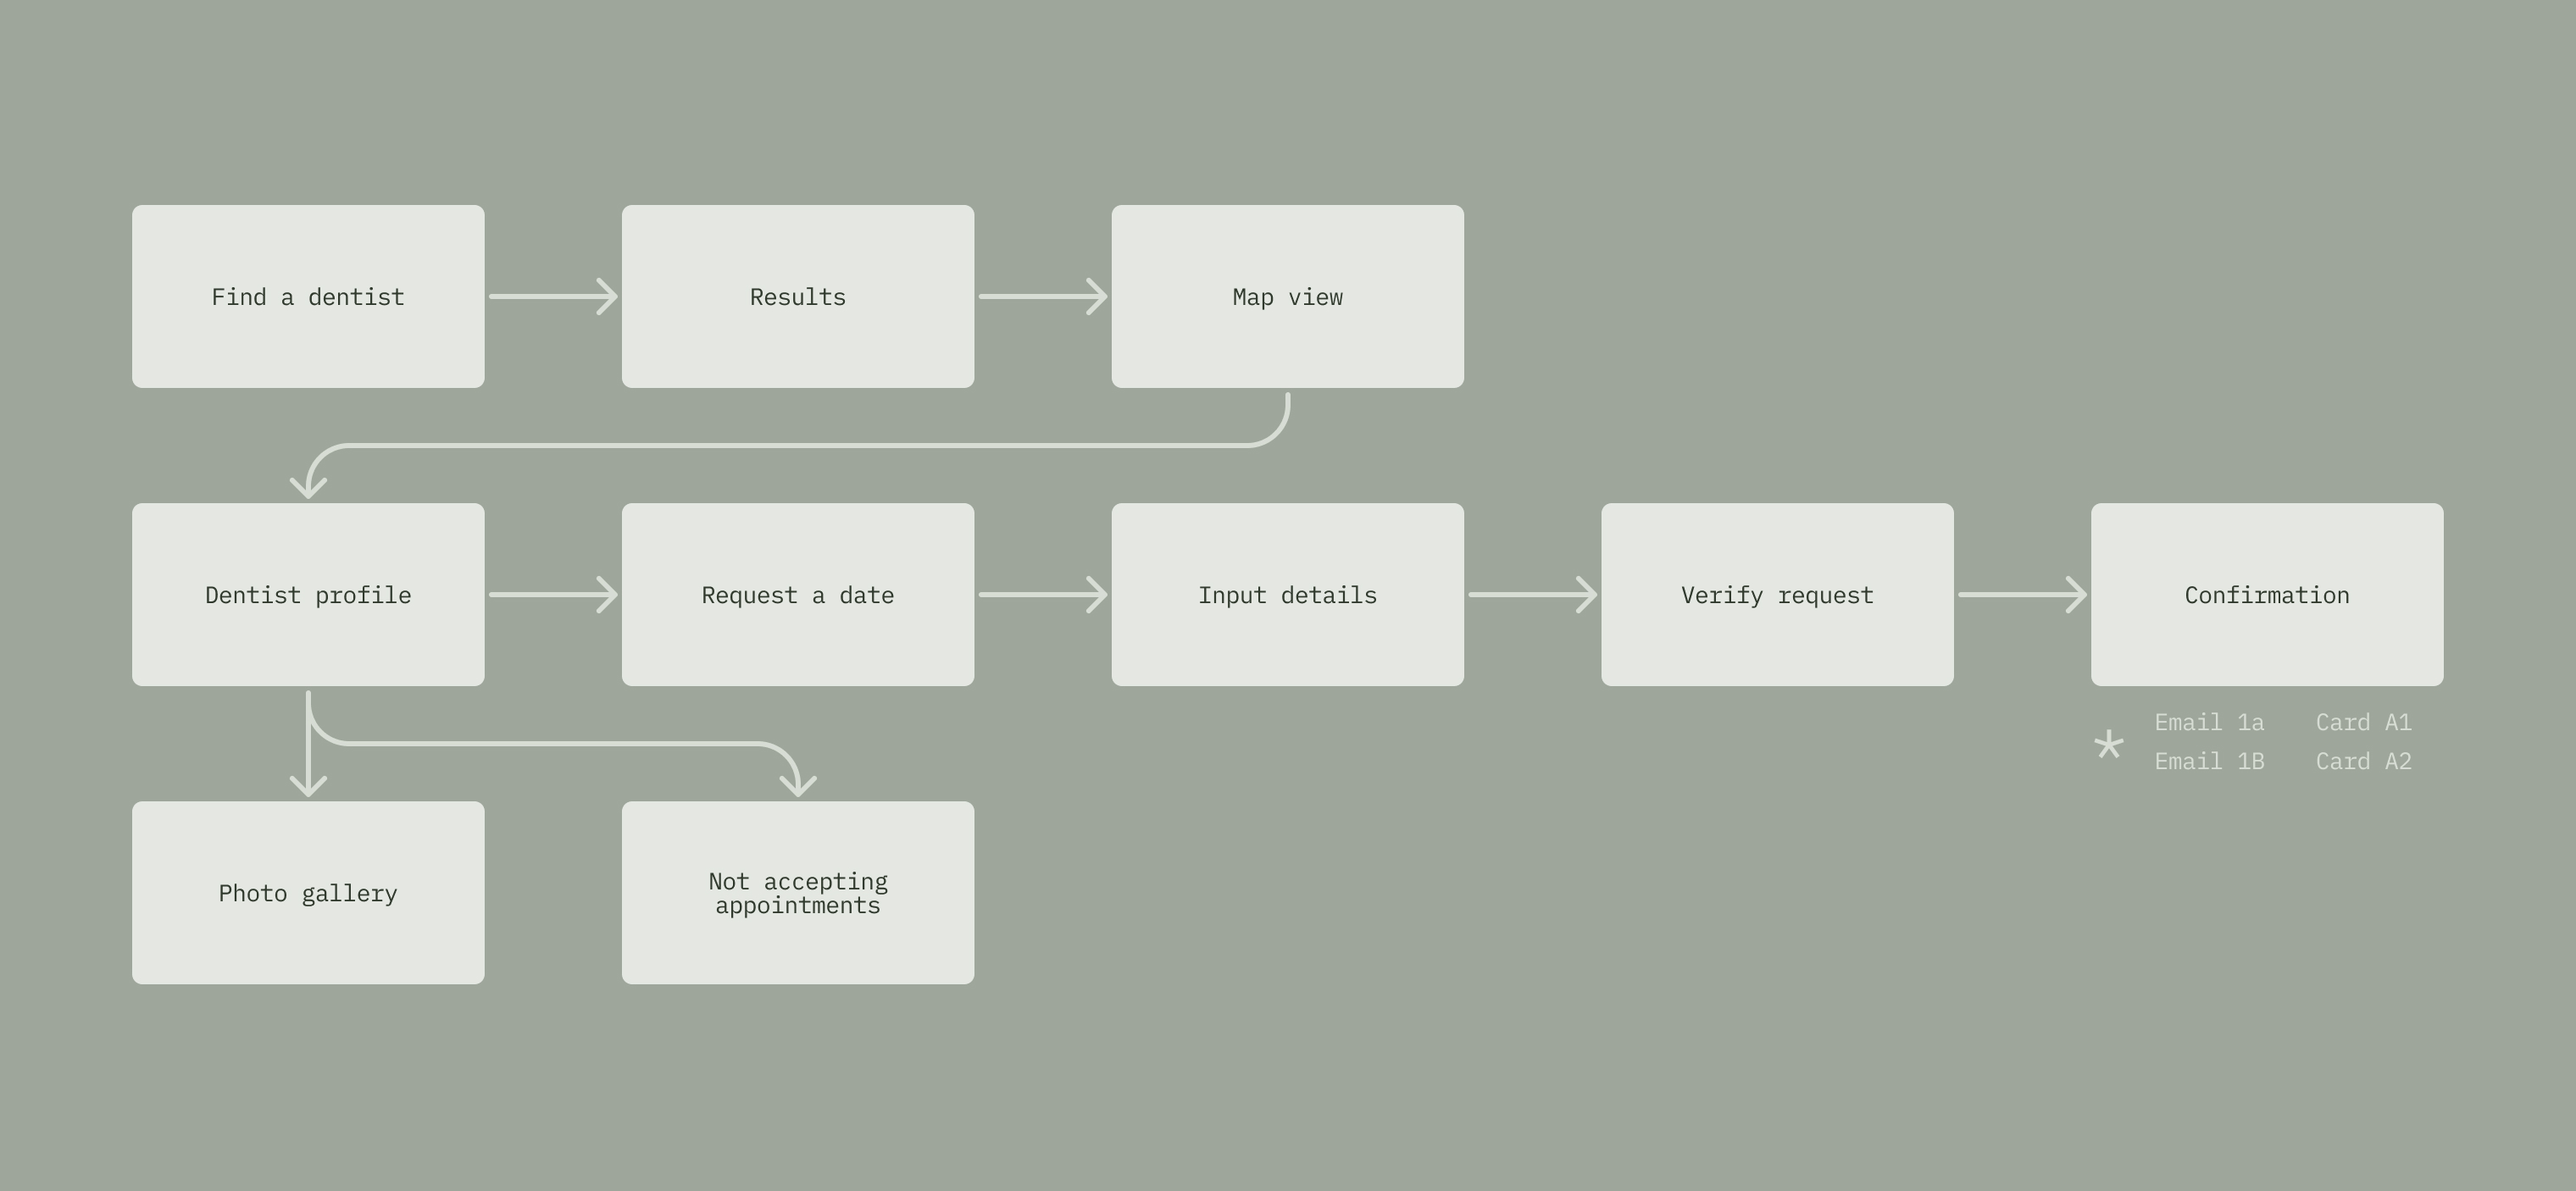 Find a dentist
Results
Map view
Dentist profile
Request a date
Input details
Verify request
Confirmation
* Email 1a Card A1
Email 1B Card A2
Photo gallery
Not accepting
appointments